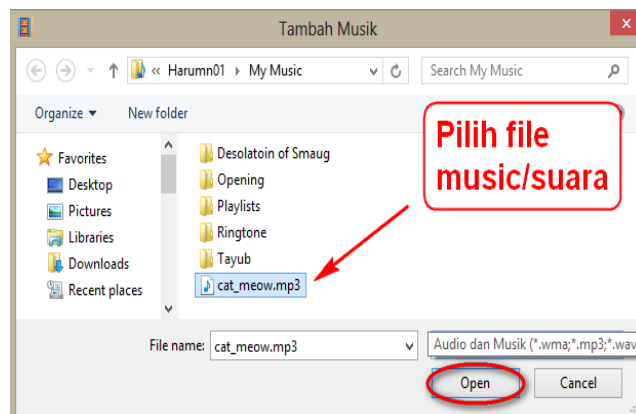 Tambah Musik
x
« Harumn01 ▸ My Music
Search My Music
Organize ▾ New folder
Favorites
Desktop
Pictures
Libraries
Downloads
Recent places
Desolatoin of Smaug
Opening
Playlists
Ringtone
Tayub
cat_meow.mp3
Pilih file
music/suara
File name: cat_meow.mp3
Audio dan Musik (*.wma;*.mp3;*.wav
Open Cancel